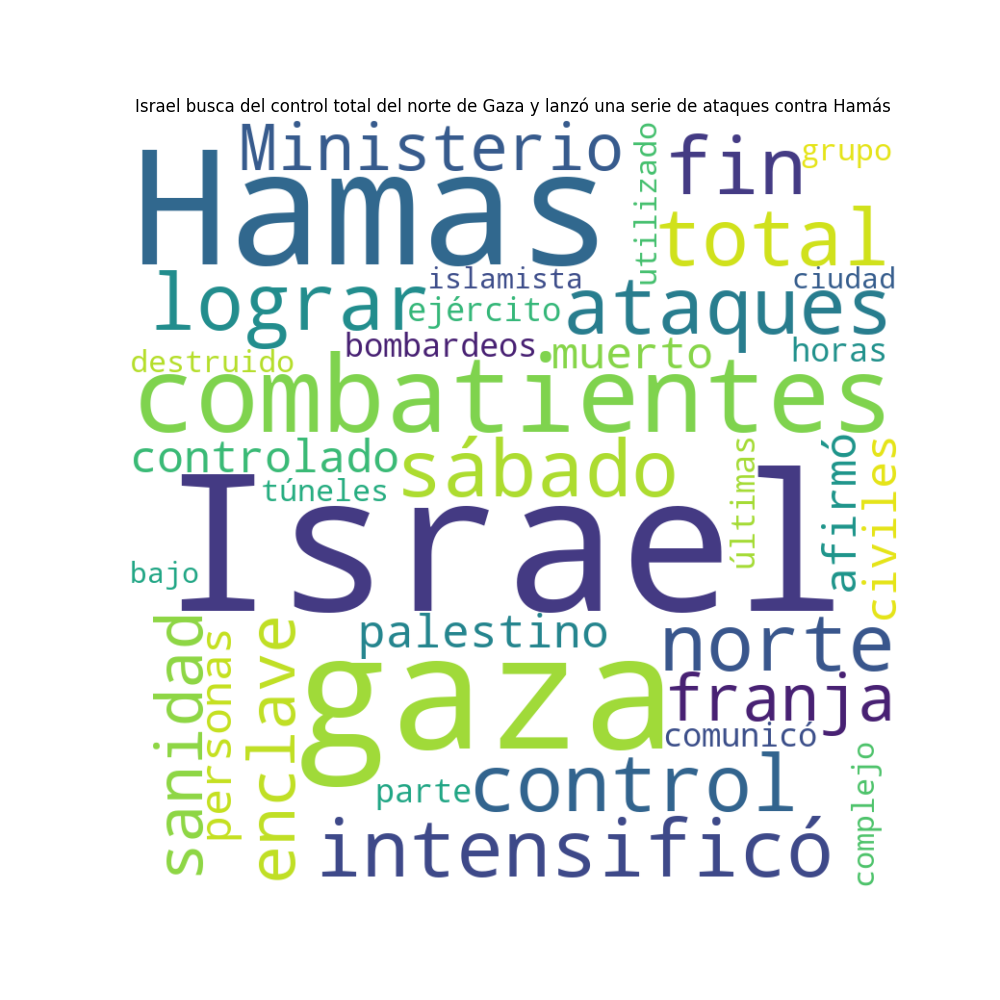 Israel busca del control total del norte de Gaza y lanzó una serie de ataques contra Hamás
Ministerio
utilizado
fin
grupo
Hamas
total
lograr
islamista
ciudad
ejército
ataques
bombardeos
muerto
horas
destruido
combatientes
controlado
sábado
túneles
últimas
afirmó
civiles
Israel
bajo
sanidad
personas
enclave
palestino
norte
gaza
franja
comunicó
complejo
parte
control
intensificó